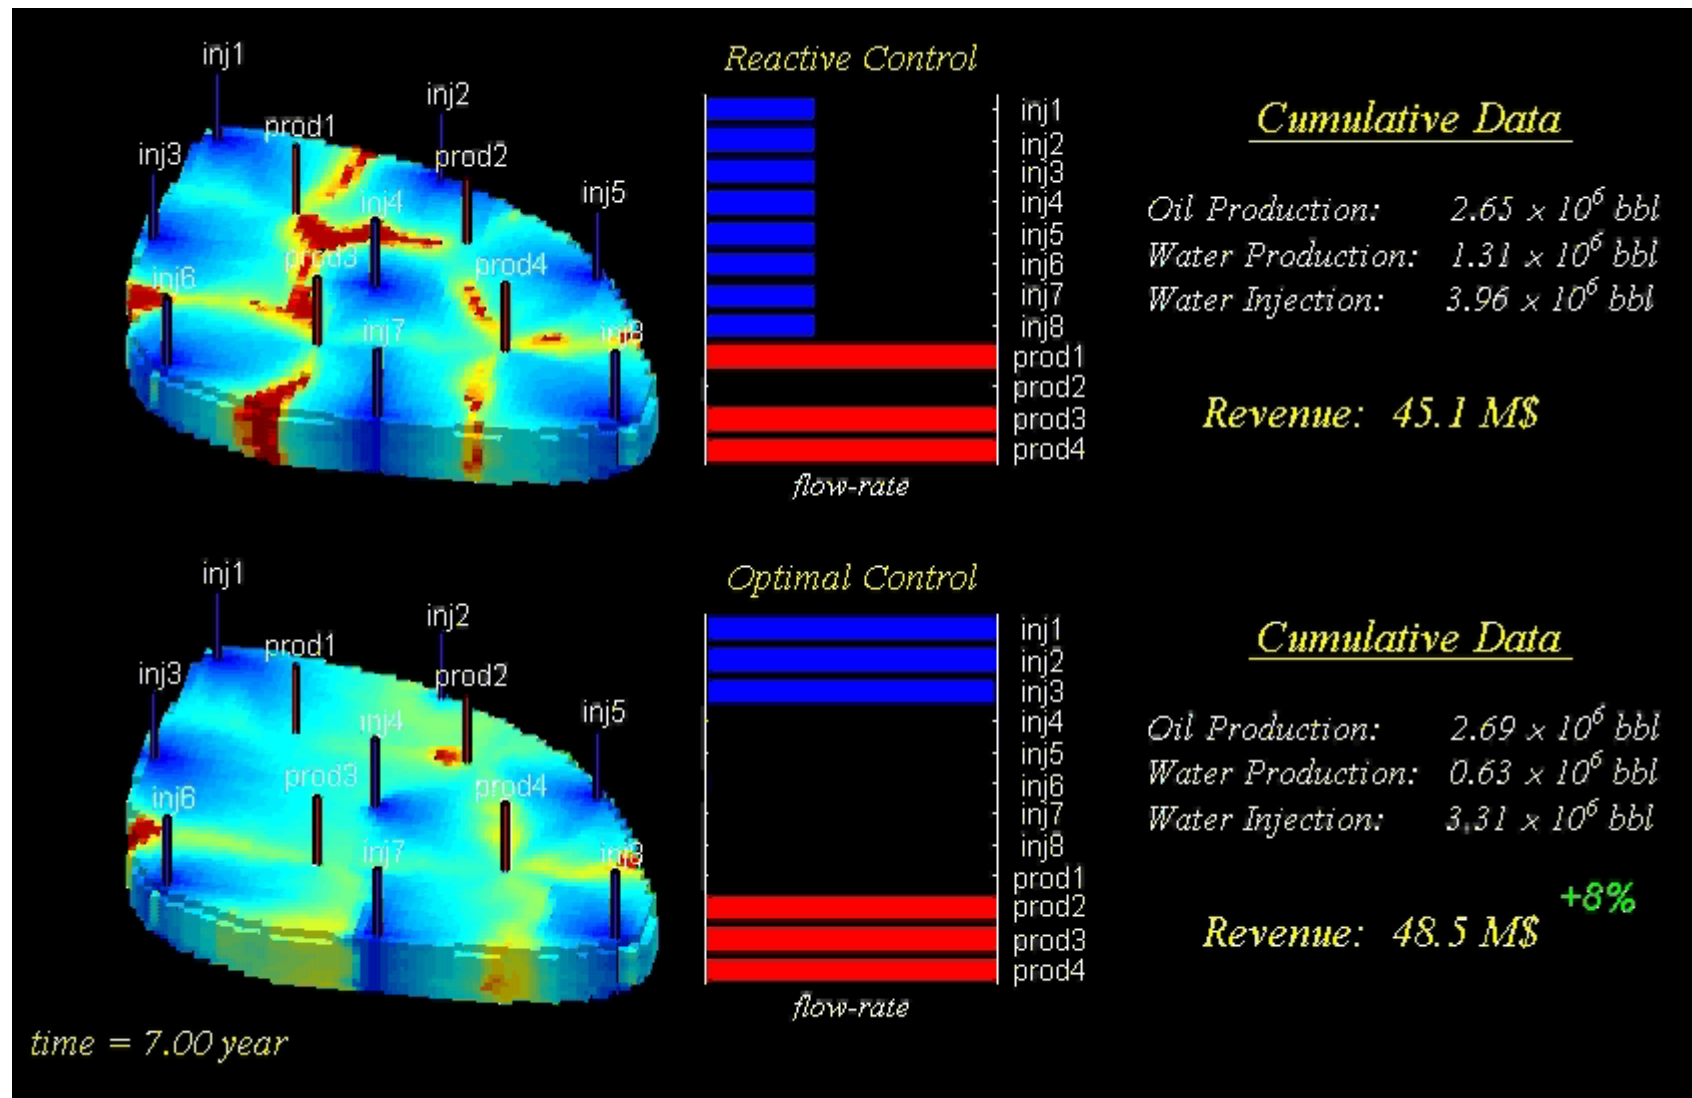 inj1
inj2
prod1
prod2
inj3
inj4
inj5
prod3
prod4
inj6
inj7
inj8
Reactive Control
inj1
inj2
inj3
inj4
inj5
inj6
inj7
inj8
prod1
prod2
prod3
prod4
flow-rate
Cumulative Data
Oil Production: 2.65 × 10⁶ bbl
Water Production: 1.31 × 10⁶ bbl
Water Injection: 3.96 × 10⁶ bbl
Revenue: 45.1 M$
inj1
inj2
prod1
prod2
inj3
inj4
inj5
prod3
prod4
inj6
inj7
inj8
Optimal Control
inj1
inj2
inj3
inj4
inj5
inj6
inj7
inj8
prod1
prod2
prod3
prod4
flow-rate
Cumulative Data
Oil Production: 2.69 × 10⁶ bbl
Water Production: 0.63 × 10⁶ bbl
Water Injection: 3.31 × 10⁶ bbl
+8%
Revenue: 48.5 M$
time = 7.00 year